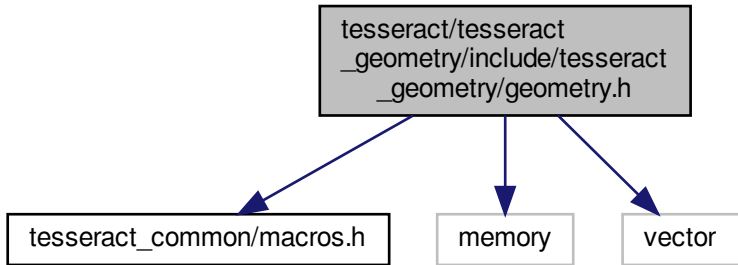 tesseract/tesseract
_geometry/include/tesseract
_geometry/geometry.h
tesseract_common/macros.h
memory
vector